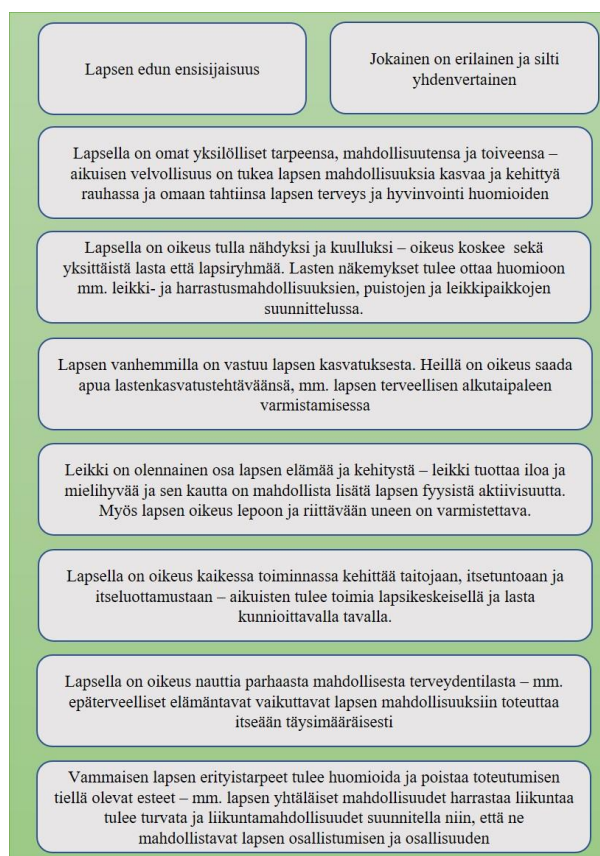 Lapsen edun ensisijaisuus
Jokainen on erilainen ja silti
yhdenvertainen
Lapsella on omat yksilölliset tarpeensa, mahdollisuutensa ja toiveensa –
aikuisen velvollisuus on tukea lapsen mahdollisuuksia kasvaa ja kehittyä
rauhassa ja omaan tahtiinsa lapsen terveys ja hyvinvointi huomioiden
Lapsella on oikeus tulla nähdyksi ja kuulluksi – oikeus koskee sekä
yksittäistä lasta että lapsiryhmää. Lasten näkemykset tulee ottaa huomioon
mm. leikki- ja harrastusmahdollisuuksien, puistojen ja leikkipaikkojen
suunnittelussa.
Lapsen vanhemmilla on vastuu lapsen kasvatuksesta. Heillä on oikeus saada
apua lastenkasvatustehtäväänsä, mm. lapsen terveellisen alkutaipaleen
varmistamisessa
Leikki on olennainen osa lapsen elämää ja kehitystä – leikki tuottaa iloa ja
mielihyvää ja sen kautta on mahdollista lisätä lapsen fyysistä aktiivisuutta.
Myös lapsen oikeus lepoon ja riittävään uneen on varmistettava.
Lapsella on oikeus kaikessa toiminnassa kehittää taitojaan, itsetuntoaan ja
itseluottamustaan – aikuisten tulee toimia lapsikeskeisellä ja lasta
kunnioittavalla tavalla.
Lapsella on oikeus nauttia parhaasta mahdollisesta terveydentilasta – mm.
epäterveelliset elämäntavat vaikuttavat lapsen mahdollisuuksiin toteuttaa
itseään täysimääräisesti
Vammaisen lapsen erityistarpeet tulee huomioida ja poistaa toteutumisen
tiellä olevat esteet – mm. lapsen yhtäläiset mahdollisuudet harrastaa liikuntaa
tulee turvata ja liikuntamahdollisuudet suunnitella niin, että ne
mahdollistavat lapsen osallistumisen ja osallisuuden